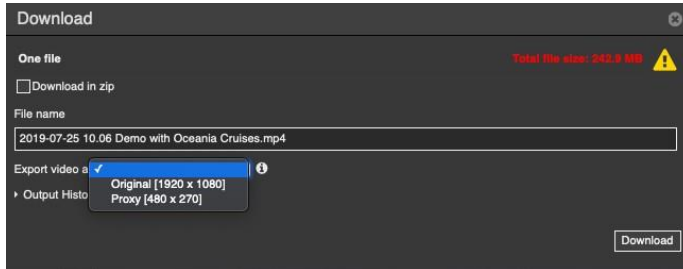 Download
One file
Total file size: 242.9 MB
Download in zip
File name
2019-07-25 10.06 Demo with Oceania Cruises.mp4
Export video a
Original [1920 x 1080]
Output Histo
Proxy [480 x 270]
Download